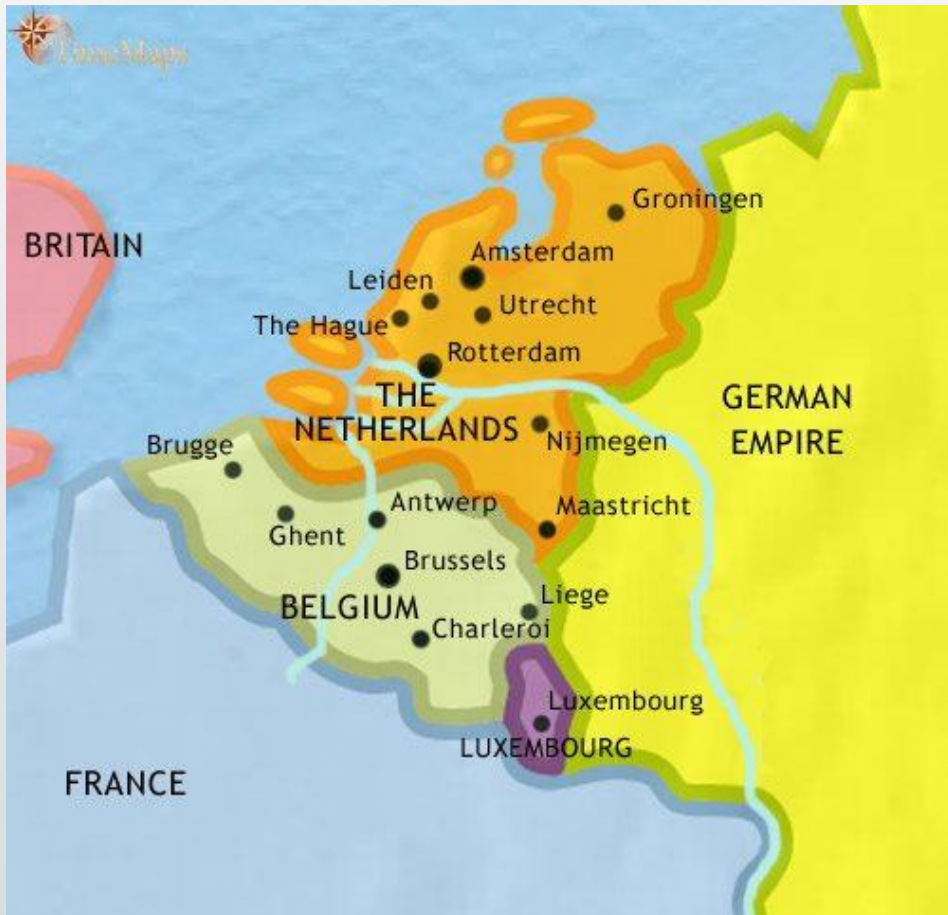 TimeMaps
Groningen
BRITAIN
Amsterdam
Leiden
Utrecht
The Hague
Rotterdam
THE
NETHERLANDS
GERMAN
EMPIRE
Nijmegen
Brugge
Antwerp
Maastricht
Ghent
Brussels
BELGIUM
Liege
Charleroi
Luxembourg
LUXEMBOURG
FRANCE